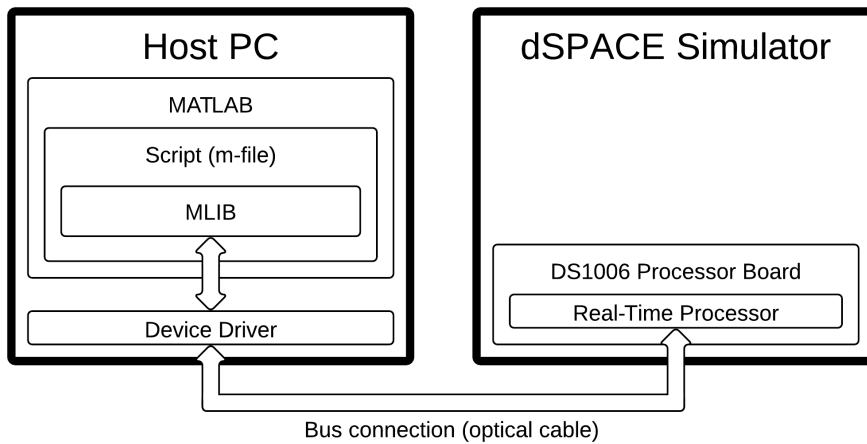 Host PC
MATLAB
Script (m-file)
MLIB
Device Driver
dSPACE Simulator
DS1006 Processor Board
Real-Time Processor
Bus connection (optical cable)